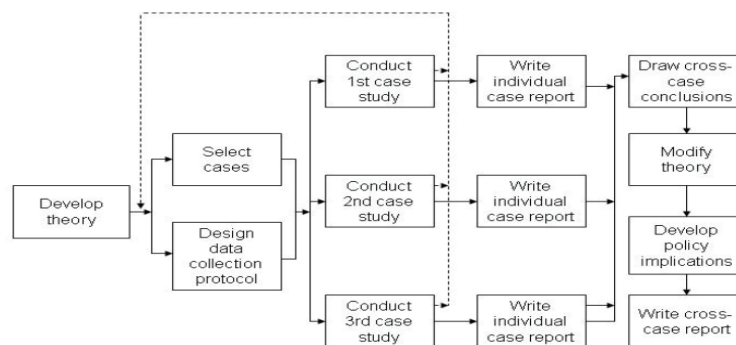 Develop
theory
Select
cases
Design
data
collection
protocol
Conduct
1st case
study
Conduct
2nd case
study
Conduct
3rd case
study
Write
individual
case report
Write
individual
case report
Write
individual
case report
Draw cross-
case
conclusions
Modify
theory
Develop
policy
implications
Write cross-
case report